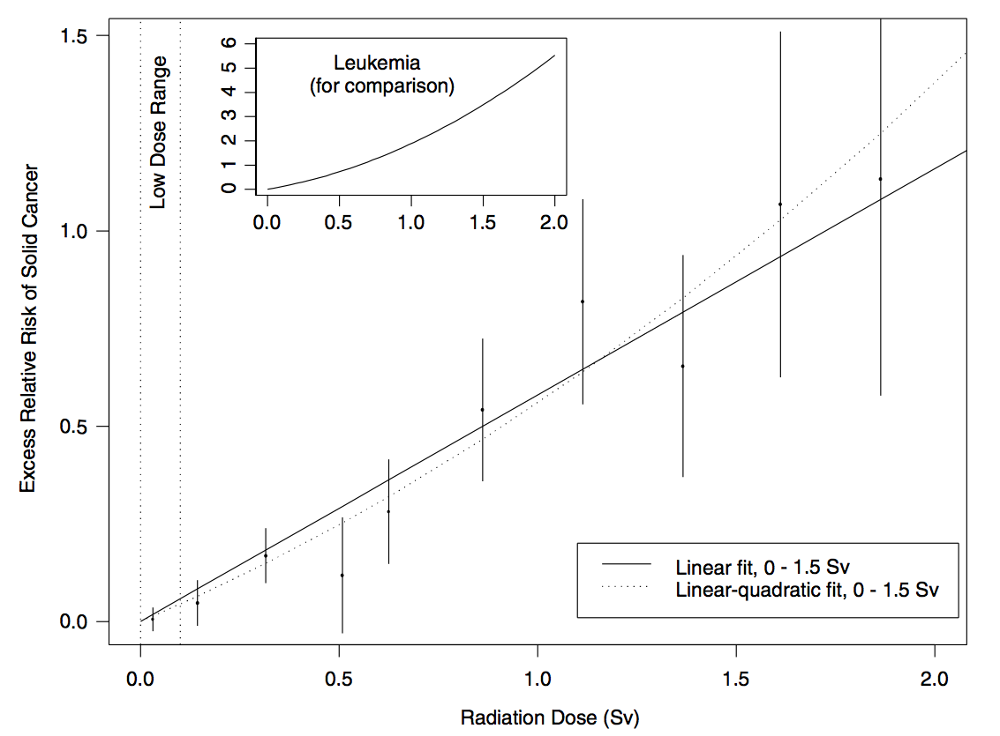 1.5
1.0
0.5
0.0
Excess Relative Risk of Solid Cancer
Low Dose Range
6
5
4
3
2
1
0
Leukemia
(for comparison)
0.0 0.5 1.0 1.5 2.0
Linear fit, 0 - 1.5 Sv
Linear-quadratic fit, 0 - 1.5 Sv
0.0 0.5 1.0 1.5 2.0
Radiation Dose (Sv)